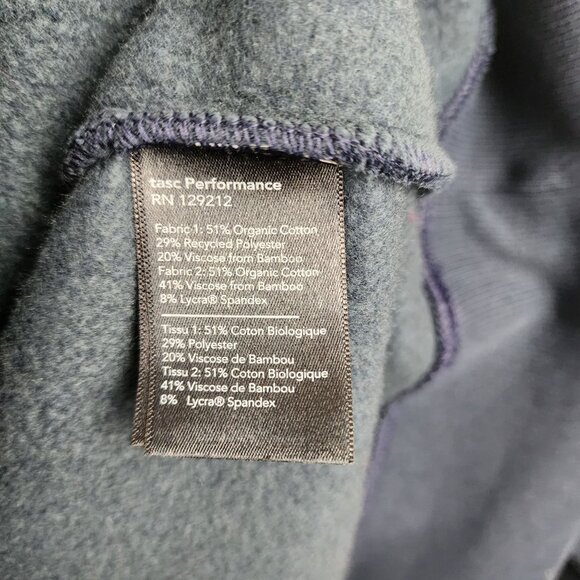 tasc Performance
RN 129212
Fabric 1: 51% Organic Cotton
29% Recycled Polyester
20% Viscose from Bamboo
Fabric 2: 51% Organic Cotton
41% Viscose from Bamboo
8% Lycra® Spandex
Tissu 1: 51% Coton Biologique
29% Polyester
20% Viscose de Bambou
Tissu 2: 51% Coton Biologique
41% Viscose de Bambou
8% Lycra® Spandex